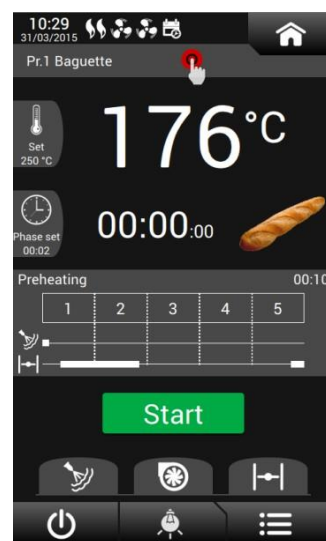 10:29
31/03/2015
Pr.1 Baguette
176°C
Set
250 °C
00:00:00
Phase set
00:02
Preheating 00:10
1 2 3 4 5
Start